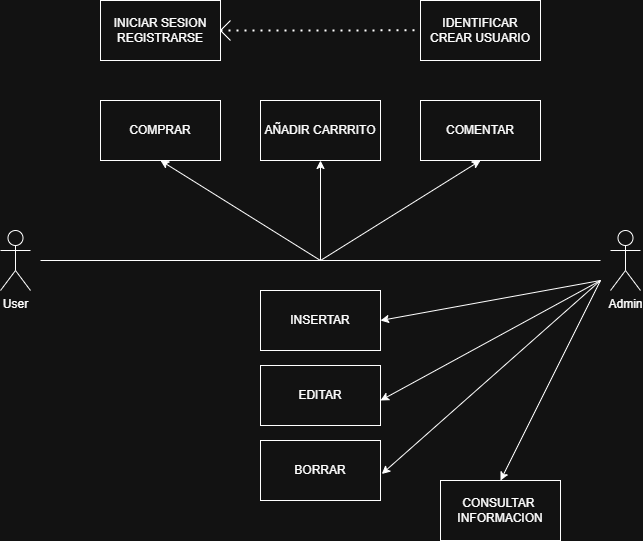 INICIAR SESION
REGISTRARSE
IDENTIFICAR
CREAR USUARIO
COMPRAR
AÑADIR CARRRITO
COMENTAR
User
Admin
INSERTAR
EDITAR
BORRAR
CONSULTAR
INFORMACION